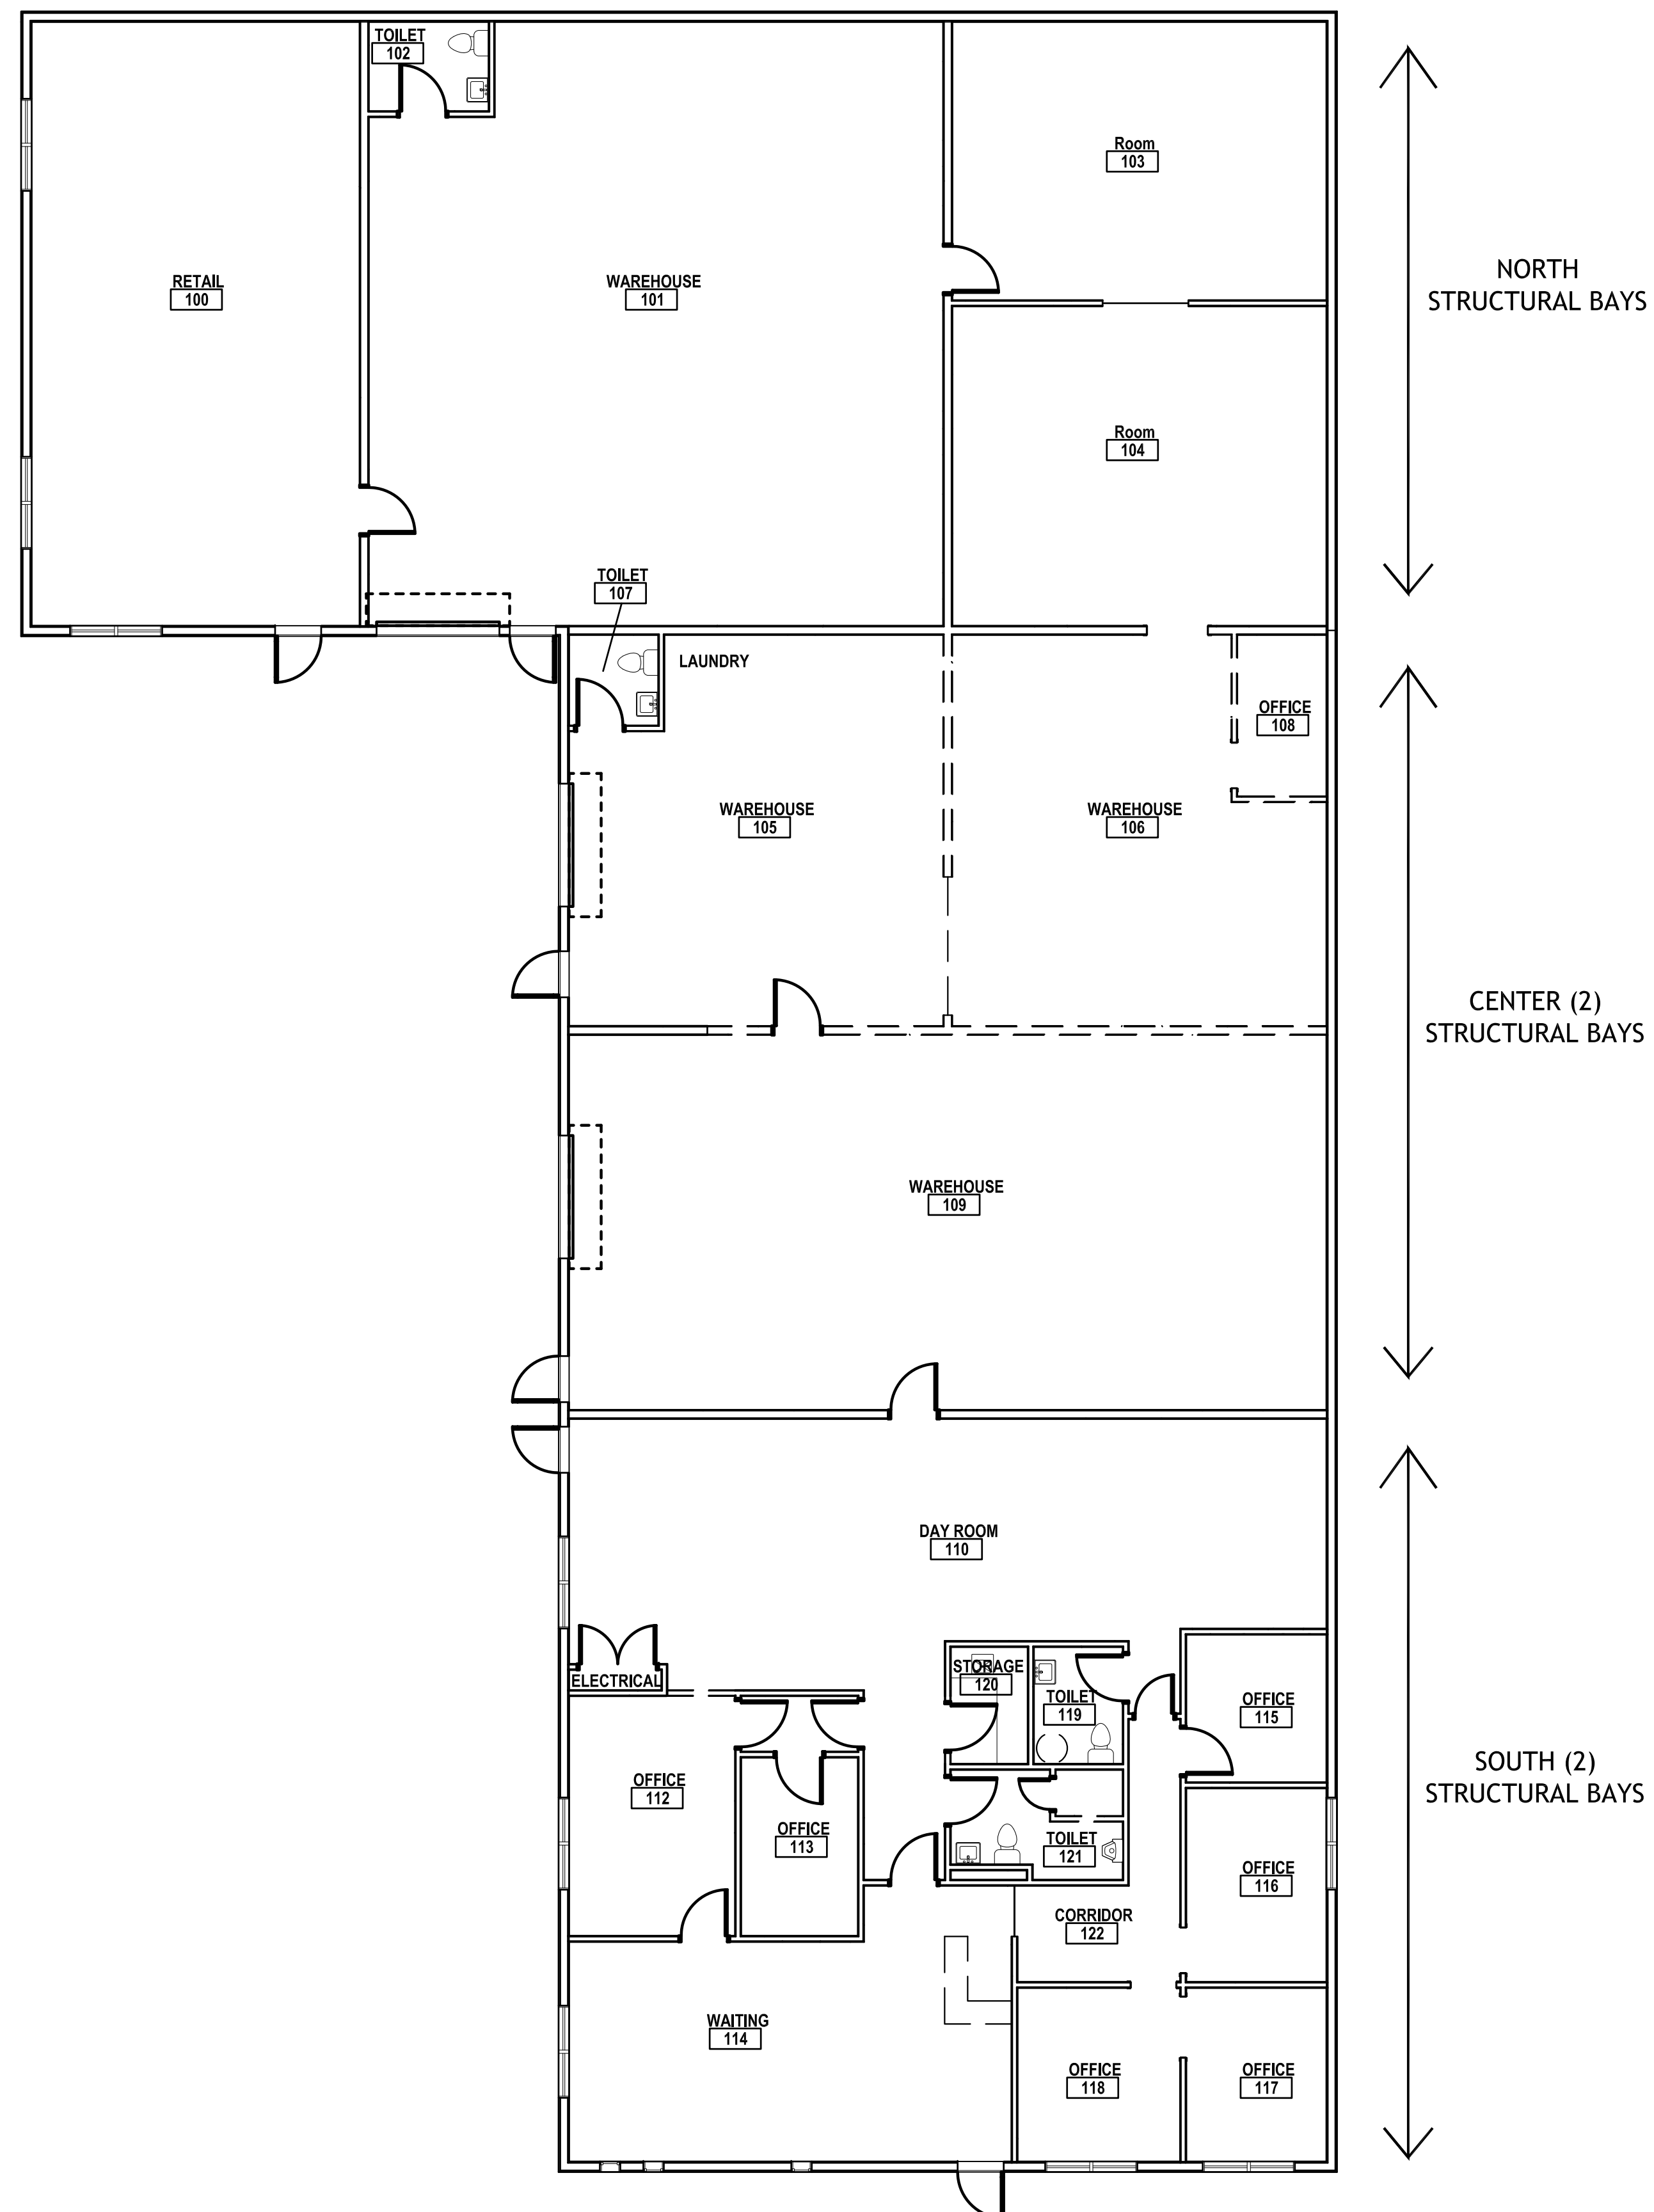 TOILET
102
Room
103
RETAIL
100
WAREHOUSE
101
NORTH
STRUCTURAL BAYS
Room
104
TOILET
107
LAUNDRY
OFFICE
108
WAREHOUSE
105
WAREHOUSE
106
CENTER (2)
STRUCTURAL BAYS
WAREHOUSE
109
DAY ROOM
110
ELECTRICAL
STORAGE
120
TOILET
119
OFFICE
115
OFFICE
112
OFFICE
113
SOUTH (2)
STRUCTURAL BAYS
TOILET
121
OFFICE
116
CORRIDOR
122
WAITING
114
OFFICE
118
OFFICE
117